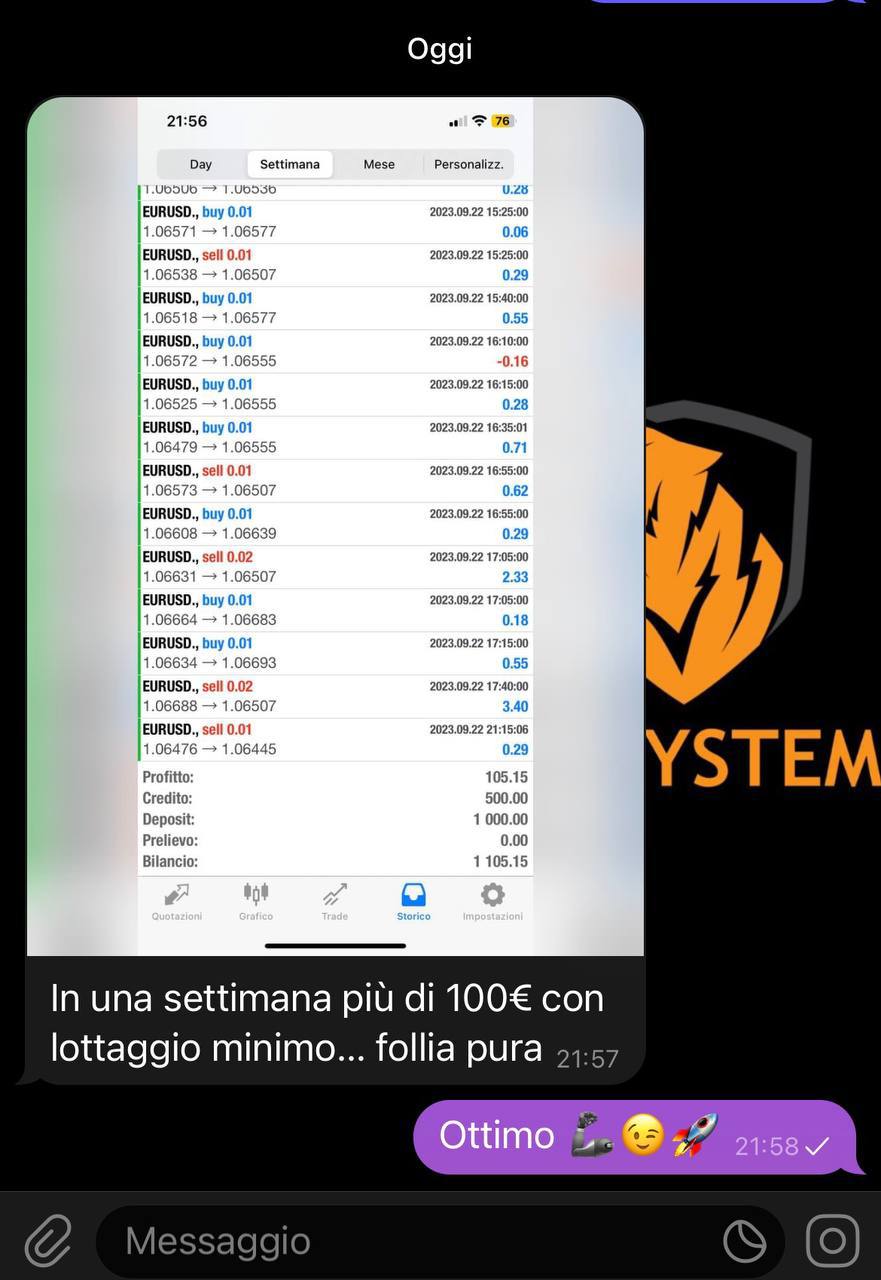 Oggi
21:56
76
Day Settimana Mese Personalizz.
1.06506 → 1.06536 0.28
EURUSD., buy 0.01 2023.09.22 15:25:00
1.06571 → 1.06577 0.06
EURUSD., sell 0.01 2023.09.22 15:25:00
1.06538 → 1.06507 0.29
EURUSD., buy 0.01 2023.09.22 15:40:00
1.06518 → 1.06577 0.55
EURUSD., buy 0.01 2023.09.22 16:10:00
1.06572 → 1.06555 -0.16
EURUSD., buy 0.01 2023.09.22 16:15:00
1.06525 → 1.06555 0.28
EURUSD., buy 0.01 2023.09.22 16:35:01
1.06479 → 1.06555 0.71
EURUSD., sell 0.01 2023.09.22 16:55:00
1.06573 → 1.06507 0.62
EURUSD., buy 0.01 2023.09.22 16:55:00
1.06608 → 1.06639 0.29
EURUSD., sell 0.02 2023.09.22 17:05:00
1.06631 → 1.06507 2.33
EURUSD., buy 0.01 2023.09.22 17:05:00
1.06664 → 1.06683 0.18
EURUSD., buy 0.01 2023.09.22 17:15:00
1.06634 → 1.06693 0.55
EURUSD., sell 0.02 2023.09.22 17:40:00
1.06688 → 1.06507 3.40
EURUSD., sell 0.01 2023.09.22 21:15:06
1.06476 → 1.06445 0.29
Profitto: 105.15
Credito: 500.00
Deposit: 1 000.00
Prelievo: 0.00
Bilancio: 1 105.15
Quotazioni Grafico Trade Storico Impostazioni
YSTEM
In una settimana più di 100€ con
lottaggio minimo... follia pura 21:57
Ottimo 🦾😉🚀 21:58
Messaggio